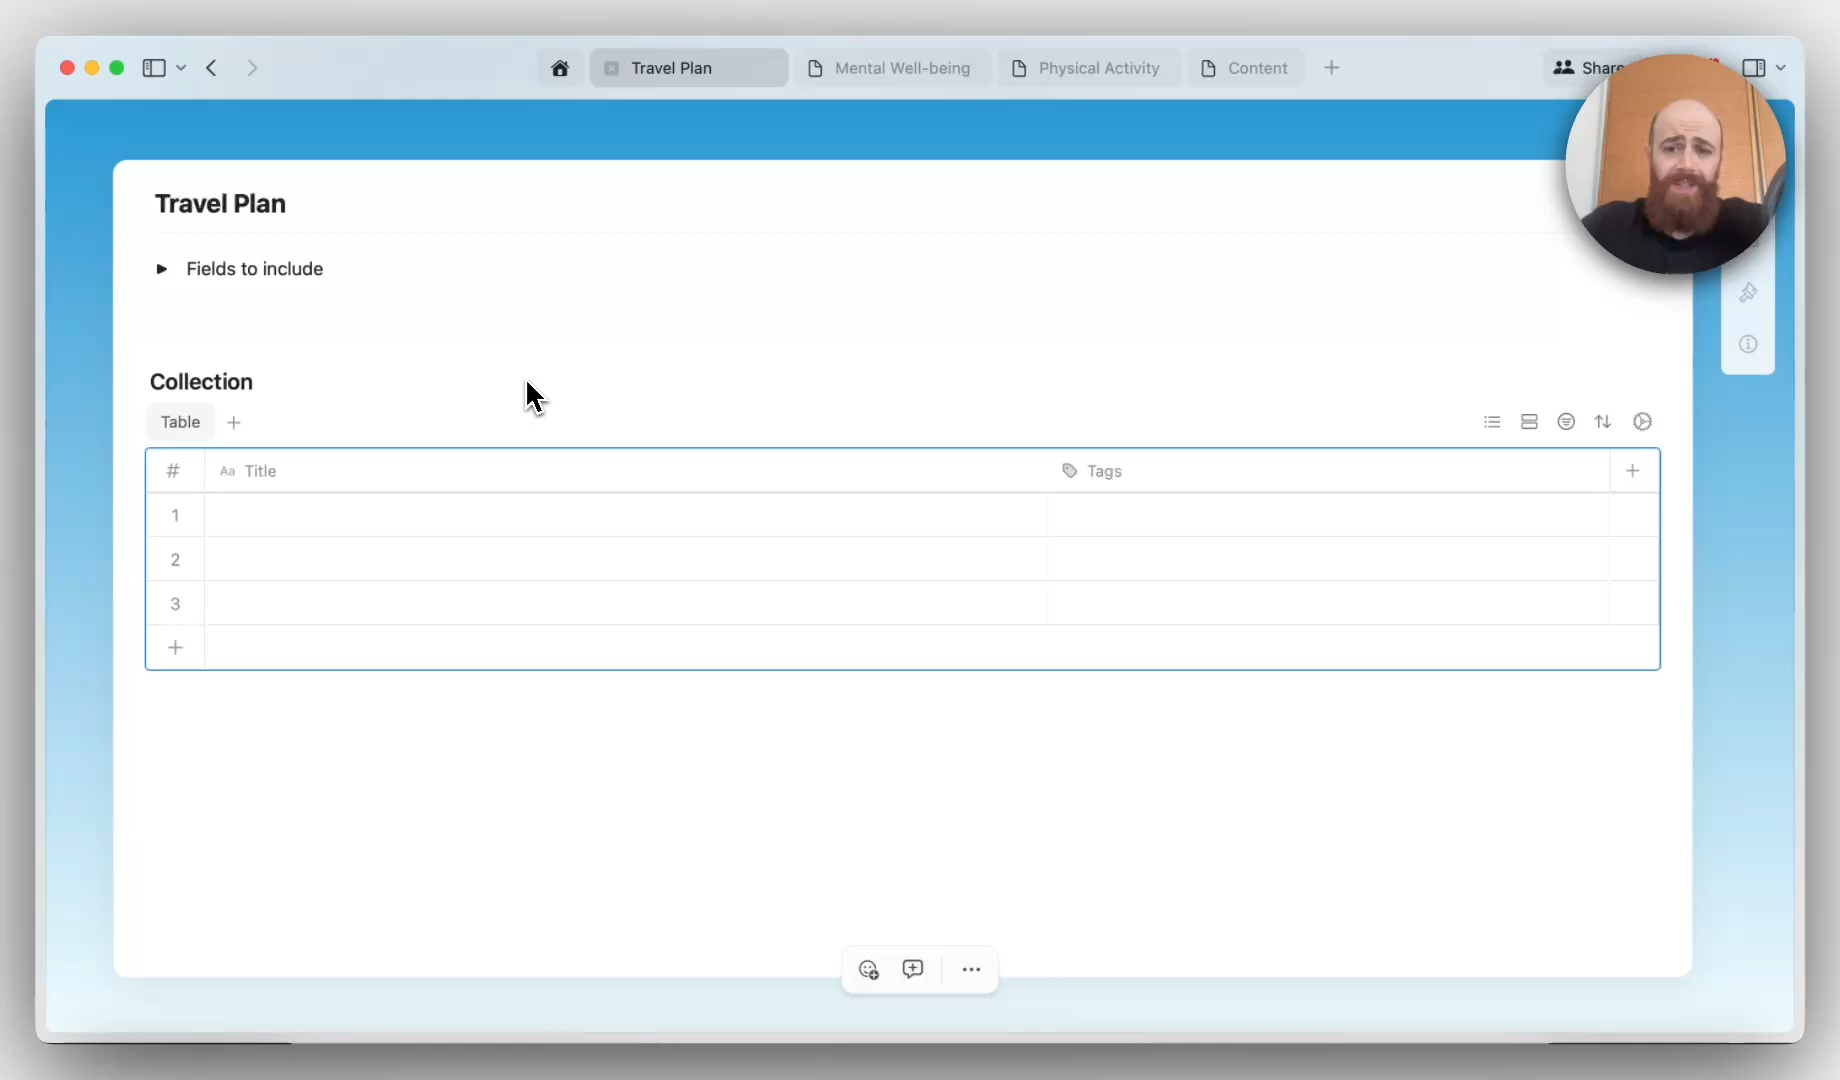 Travel Plan
Mental Well-being
Physical Activity
Content
Share
Travel Plan
Fields to include
Collection
Table
# Aa Title Tags
1
2
3